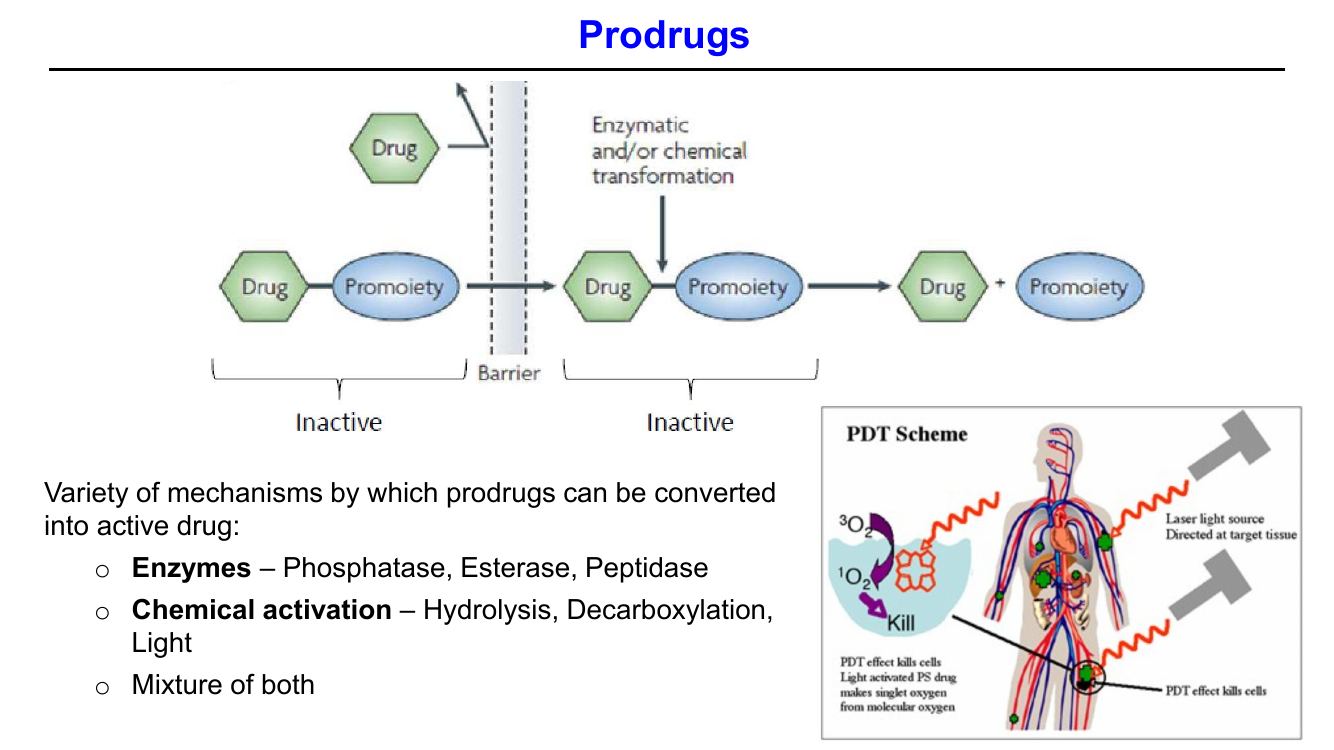 Prodrugs
Drug
Enzymatic
and/or chemical
transformation
Drug
Promoiety
Drug
Promoiety
Drug
+
Promoiety
Barrier
Inactive
Inactive
Variety of mechanisms by which prodrugs can be converted
into active drug:
o Enzymes – Phosphatase, Esterase, Peptidase
o Chemical activation – Hydrolysis, Decarboxylation,
Light
o Mixture of both
PDT Scheme
³O₂
¹O₂
Kill
Laser light source
Directed at target tissue
PDT effect kills cells
Light activated PS drug
makes singlet oxygen
from molecular oxygen
PDT effect kills cells